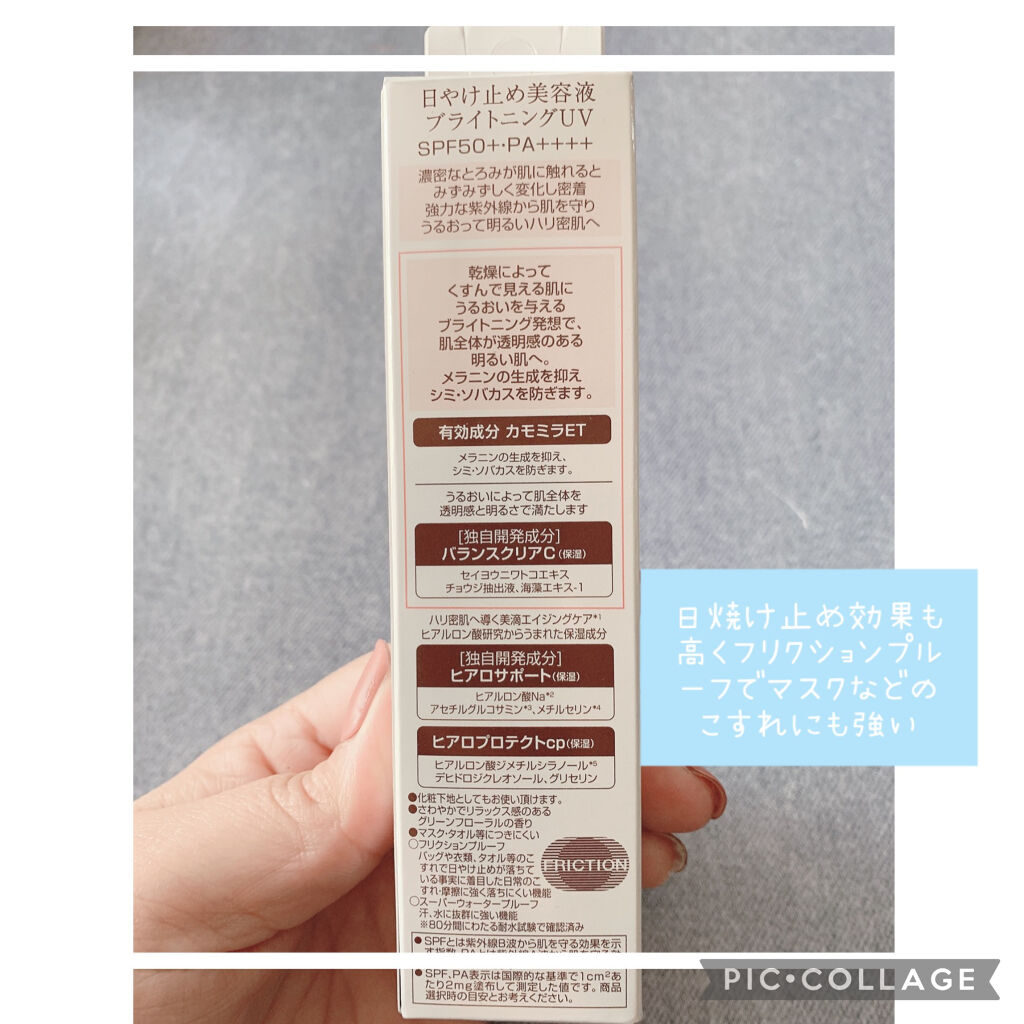 日やけ止め美容液
ブライトニングUV
SPF50+・PA++++
濃密なとろみが肌に触れると
みずみずしく変化し密着
強力な紫外線から肌を守り
うるおって明るいハリ密肌へ
乾燥によって
くすんで見える肌に
うるおいを与える
ブライトニング発想で、
肌全体が透明感のある
明るい肌へ。
メラニンの生成を抑え
シミ・ソバカスを防ぎます。
有効成分 カモミラET
メラニンの生成を抑え、
シミ・ソバカスを防ぎます。
うるおいによって肌全体を
透明感と明るさで満たします
[独自開発成分]
バランスクリアC(保湿)
セイヨウニワトコエキス
チョウジ抽出液、海藻エキス-1
ハリ密肌へ導く美滴エイジングケア*1
ヒアルロン酸研究からうまれた保湿成分
[独自開発成分]
ヒアロサポート(保湿)
ヒアルロン酸Na*2
アセチルグルコサミン*3、メチルセリン*4
ヒアロプロテクトcp(保湿)
ヒアルロン酸ジメチルシラノール*5
デヒドロジクレオソール、グリセリン
●化粧下地としてもお使い頂けます。
●さわやかでリラックス感のある
グリーンフローラルの香り
●マスク・タオル等につきにくい
○フリクションプルーフ
バッグや衣類、タオル等のこ
すれで日やけ止めが落ちて
いる事実に着目した日常のこ
すれ・摩擦に強く落ちにくい機能
FRICTION
○スーパーウォータープルーフ
汗、水に抜群に強い機能
※80分間にわたる耐水試験で確認済み
●SPFとは紫外線B波から肌を守る効果を示
●SPF、PA表示は国際的な基準で1cm²あ
たり2mg塗布して測定した値です。商品
選択時の目安とお考えください。
日焼け止め効果も
高くフリクションプル
ーフでマスクなどの
こすれにも強い
PIC・COLLAGE